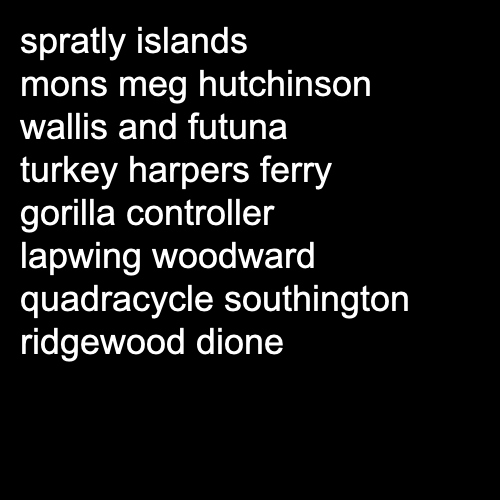 spratly islands
mons meg hutchinson
wallis and futuna
turkey harpers ferry
gorilla controller
lapwing woodward
quadracycle southington
ridgewood dione